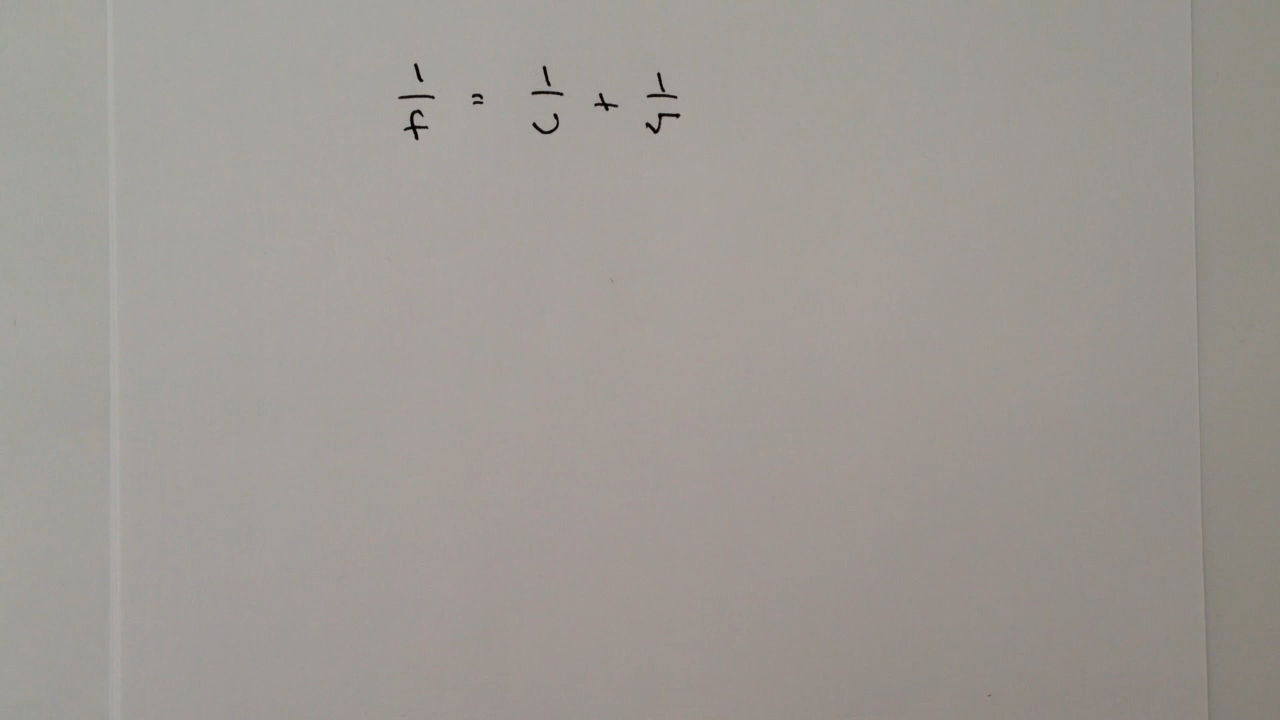 1/f = 1/u + 1/v